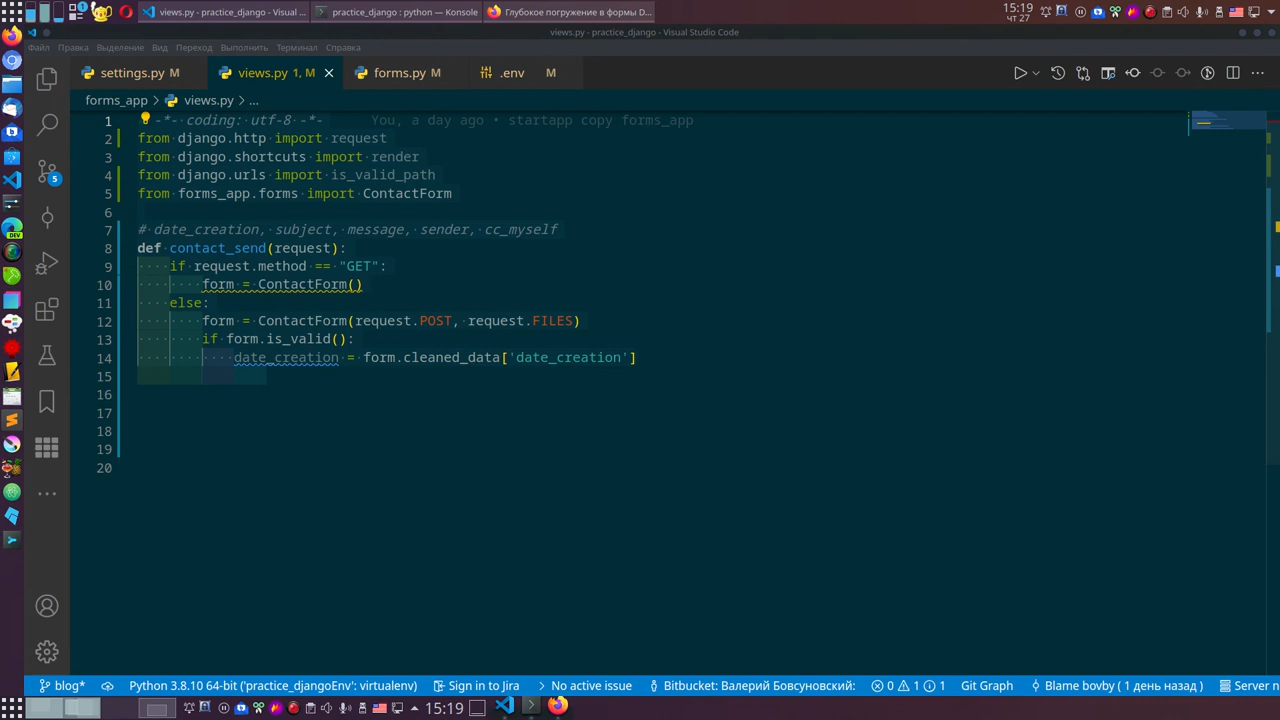 views.py - practice_django - Visual ...
practice_django : python — Konsole
Глубокое погружение в формы D...
15:19
чт 27
views.py - practice_django - Visual Studio Code
Файл Правка Выделение Вид Переход Выполнить Терминал Справка
settings.py M
views.py 1, M
forms.py M
.env M
forms_app > views.py > ...
1 -*- coding: utf-8 -*- You, a day ago • startapp copy forms_app
2 from django.http import request
3 from django.shortcuts import render
4 from django.urls import is_valid_path
5 from forms_app.forms import ContactForm
6
7 # date_creation, subject, message, sender, cc_myself
8 def contact_send(request):
9 if request.method == "GET":
10 form = ContactForm()
11 else:
12 form = ContactForm(request.POST, request.FILES)
13 if form.is_valid():
14 date_creation = form.cleaned_data['date_creation']
15
16
17
18
19
20
5
DEV
blog* Python 3.8.10 64-bit ('practice_djangoEnv': virtualenv) Sign in to Jira No active issue Bitbucket: Валерий Бовсуновский: 0 1 1 Git Graph Blame bovby ( 1 день назад ) Server n
15:19